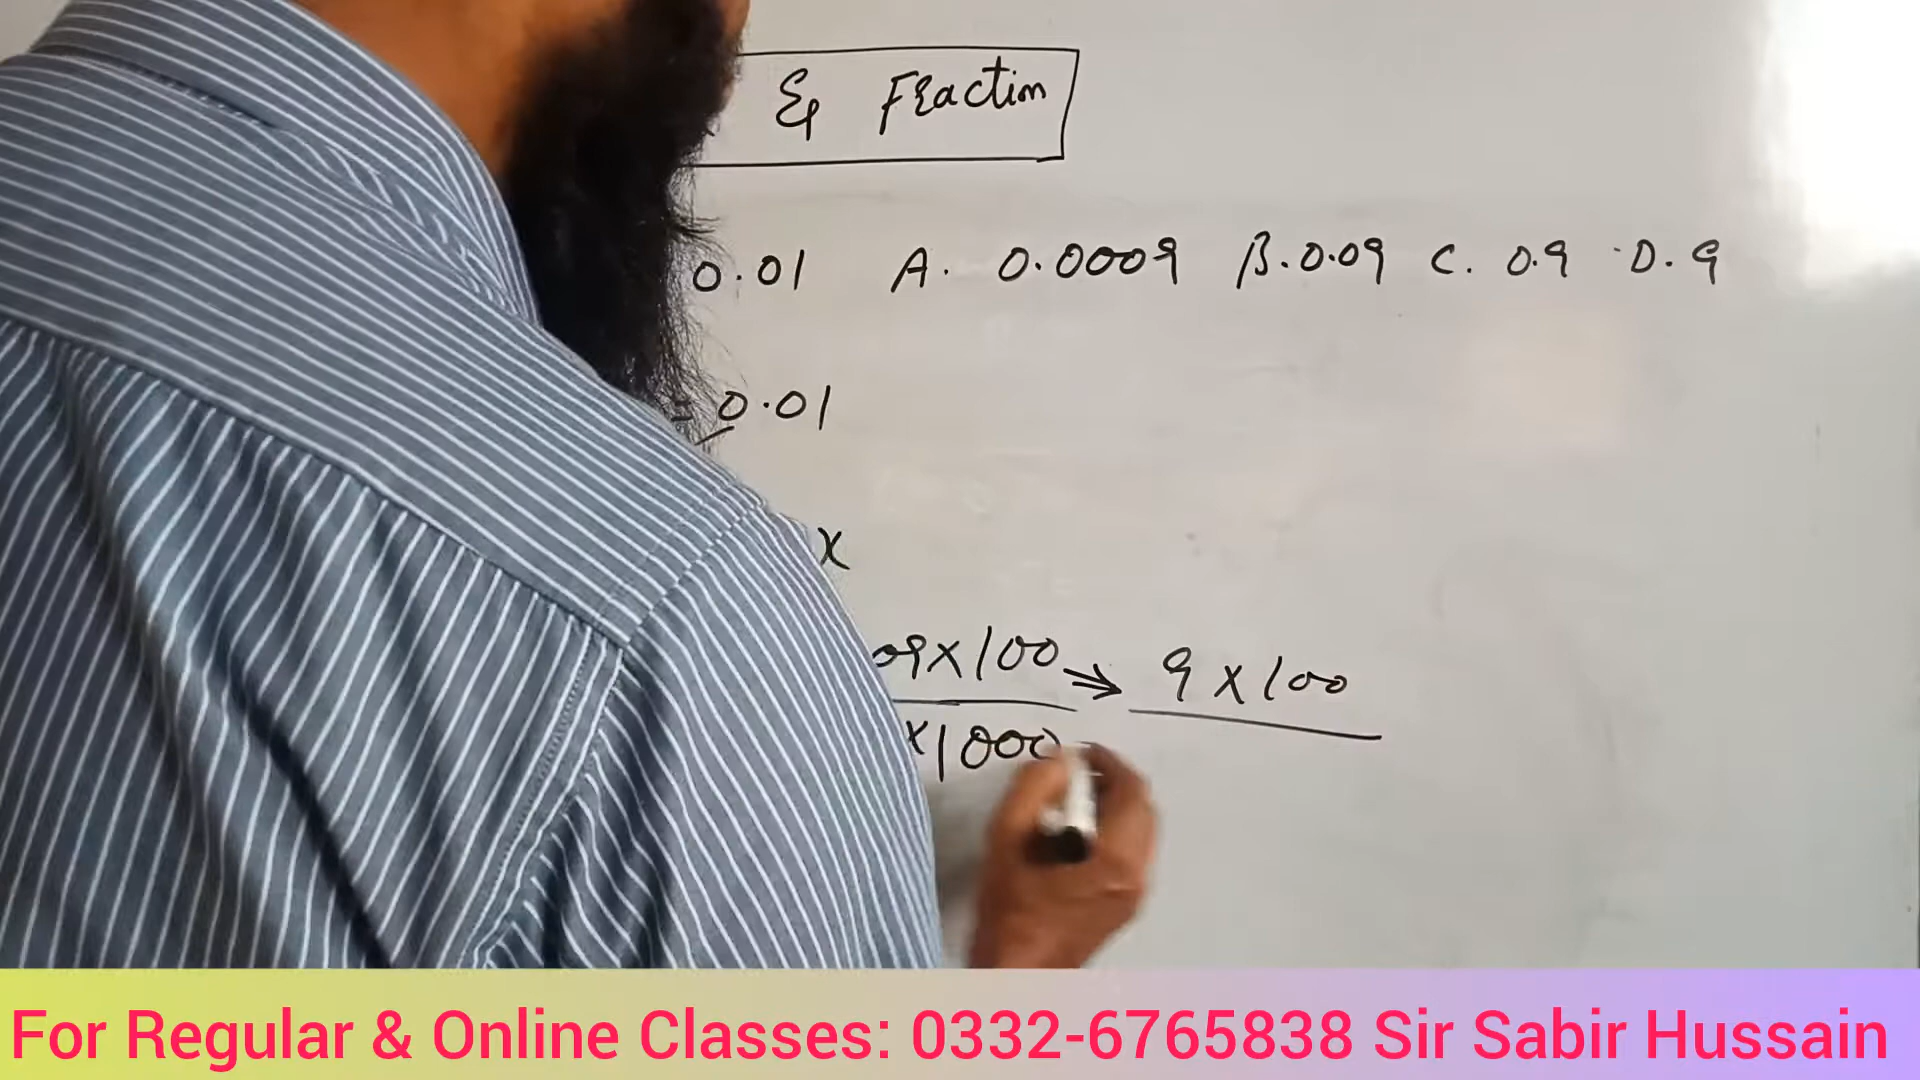 & Fraction
0.01 A. 0.0009 B. 0.09 C. 0.9 D. 9
= 0.01
x
09x100 ⇒ 9 x 100
x1000
For Regular & Online Classes: 0332-6765838 Sir Sabir Hussain